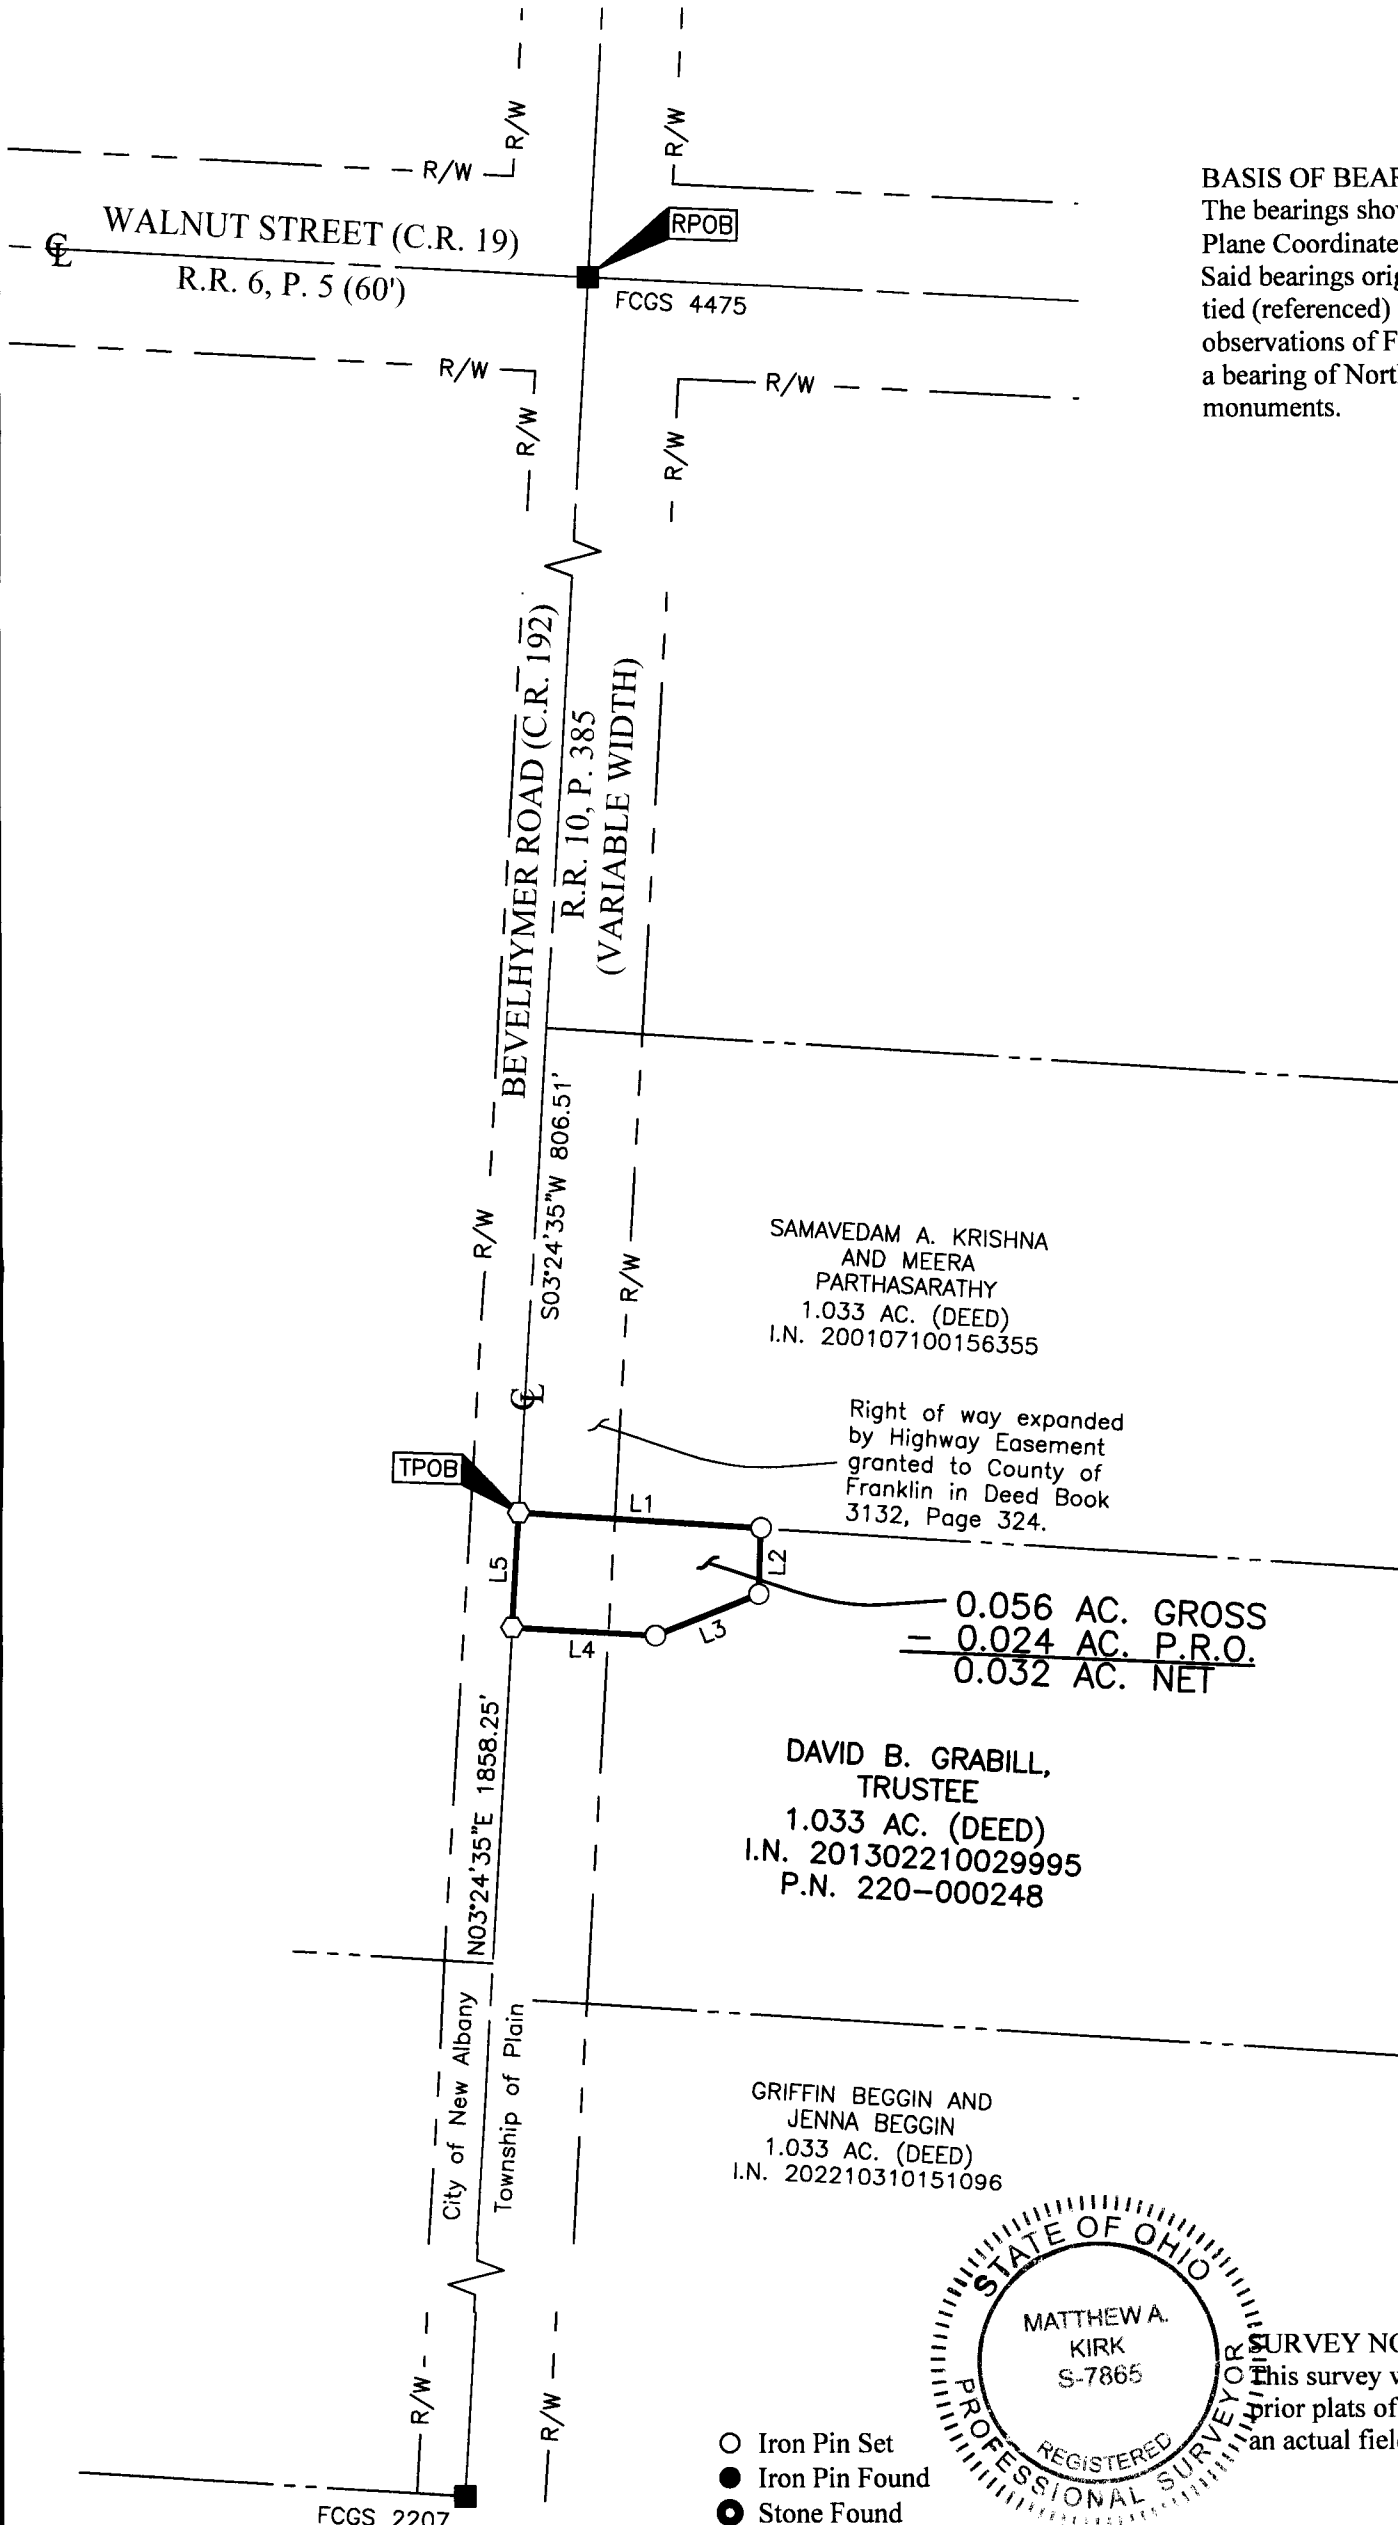 R/W
R/W
R/W
BASIS OF BEAR
The bearings sho
Plane Coordinate
Said bearings orig
tied (referenced)
observations of F
a bearing of Nort
monuments.
WALNUT STREET (C.R. 19)
R.R. 6, P. 5 (60')
RPOB
FCGS 4475
R/W
R/W
R/W
R/W
BEVELHYMER ROAD (C.R. 192)
R.R. 10, P. 385
(VARIABLE WIDTH)
S03°24'35"W 806.51'
R/W
R/W
SAMAVEDAM A. KRISHNA
AND MEERA
PARTHASARATHY
1.033 AC. (DEED)
I.N. 200107100156355
Right of way expanded
by Highway Easement
granted to County of
Franklin in Deed Book
3132, Page 324.
TPOB
L1
L2
L3
L4
L5
0.056 AC. GROSS
- 0.024 AC. P.R.O.
0.032 AC. NET
N03°24'35"E 1858.25'
DAVID B. GRABILL,
TRUSTEE
1.033 AC. (DEED)
I.N. 201302210029995
P.N. 220-000248
City of New Albany
Township of Plain
GRIFFIN BEGGIN AND
JENNA BEGGIN
1.033 AC. (DEED)
I.N. 202210310151096
R/W
R/W
FCGS 2207
STATE OF OHIO
MATTHEW A.
KIRK
S-7865
REGISTERED
PROFESSIONAL SURVEYOR
SURVEY NO
This survey
prior plats of
an actual fiel
Iron Pin Set
Iron Pin Found
Stone Found